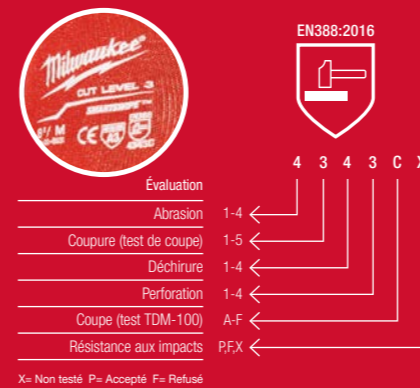 Milwaukee®
CUT LEVEL 3
SMARTSWIPE™
CE
EN388:2016
4 3 4 3 C X
Évaluation
Abrasion 1-4
Coupure (test de coupe) 1-5
Déchirure 1-4
Perforation 1-4
Coupe (test TDM-100) A-F
Résistance aux impacts P,F,X
X= Non testé P= Accepté F= Refusé